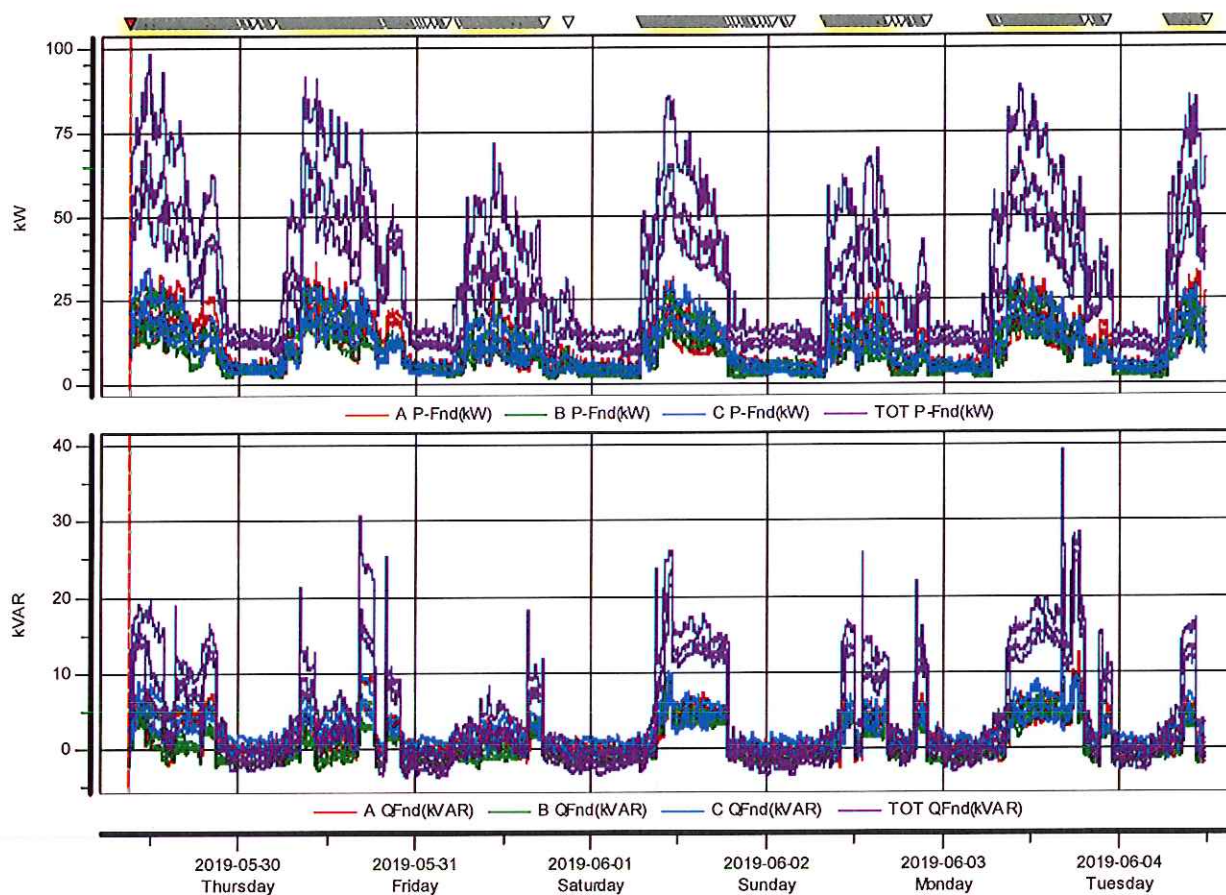 100
75
50
25
0
kW
A P-Fnd(kW) B P-Fnd(kW) C P-Fnd(kW) TOT P-Fnd(kW)
40
30
20
10
0
kVAR
A QFnd(kVAR) B QFnd(kVAR) C QFnd(kVAR) TOT QFnd(kVAR)
2019-05-30 2019-05-31 2019-06-01 2019-06-02 2019-06-03 2019-06-04
Thursday Friday Saturday Sunday Monday Tuesday